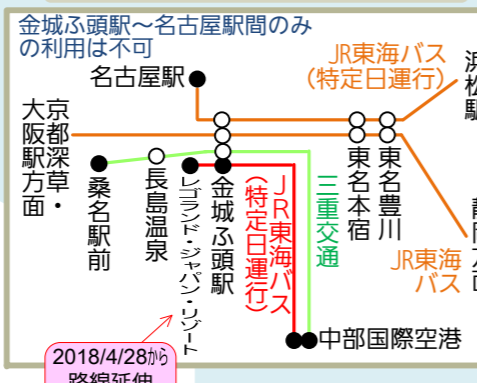 金城ふ頭駅～名古屋駅間のみ
の利用は不可
名古屋駅
JR東海バス
(特定日運行)
京都深草・
大阪駅方面
桑名駅前
長島温泉
レゴランド・ジャパン・リゾート
金城ふ頭駅
JR東海バス
(特定日運行)
三重交通
東名本宿
東名豊川
JR東海
バス
中部国際空港
2018/4/28から
路線延伸